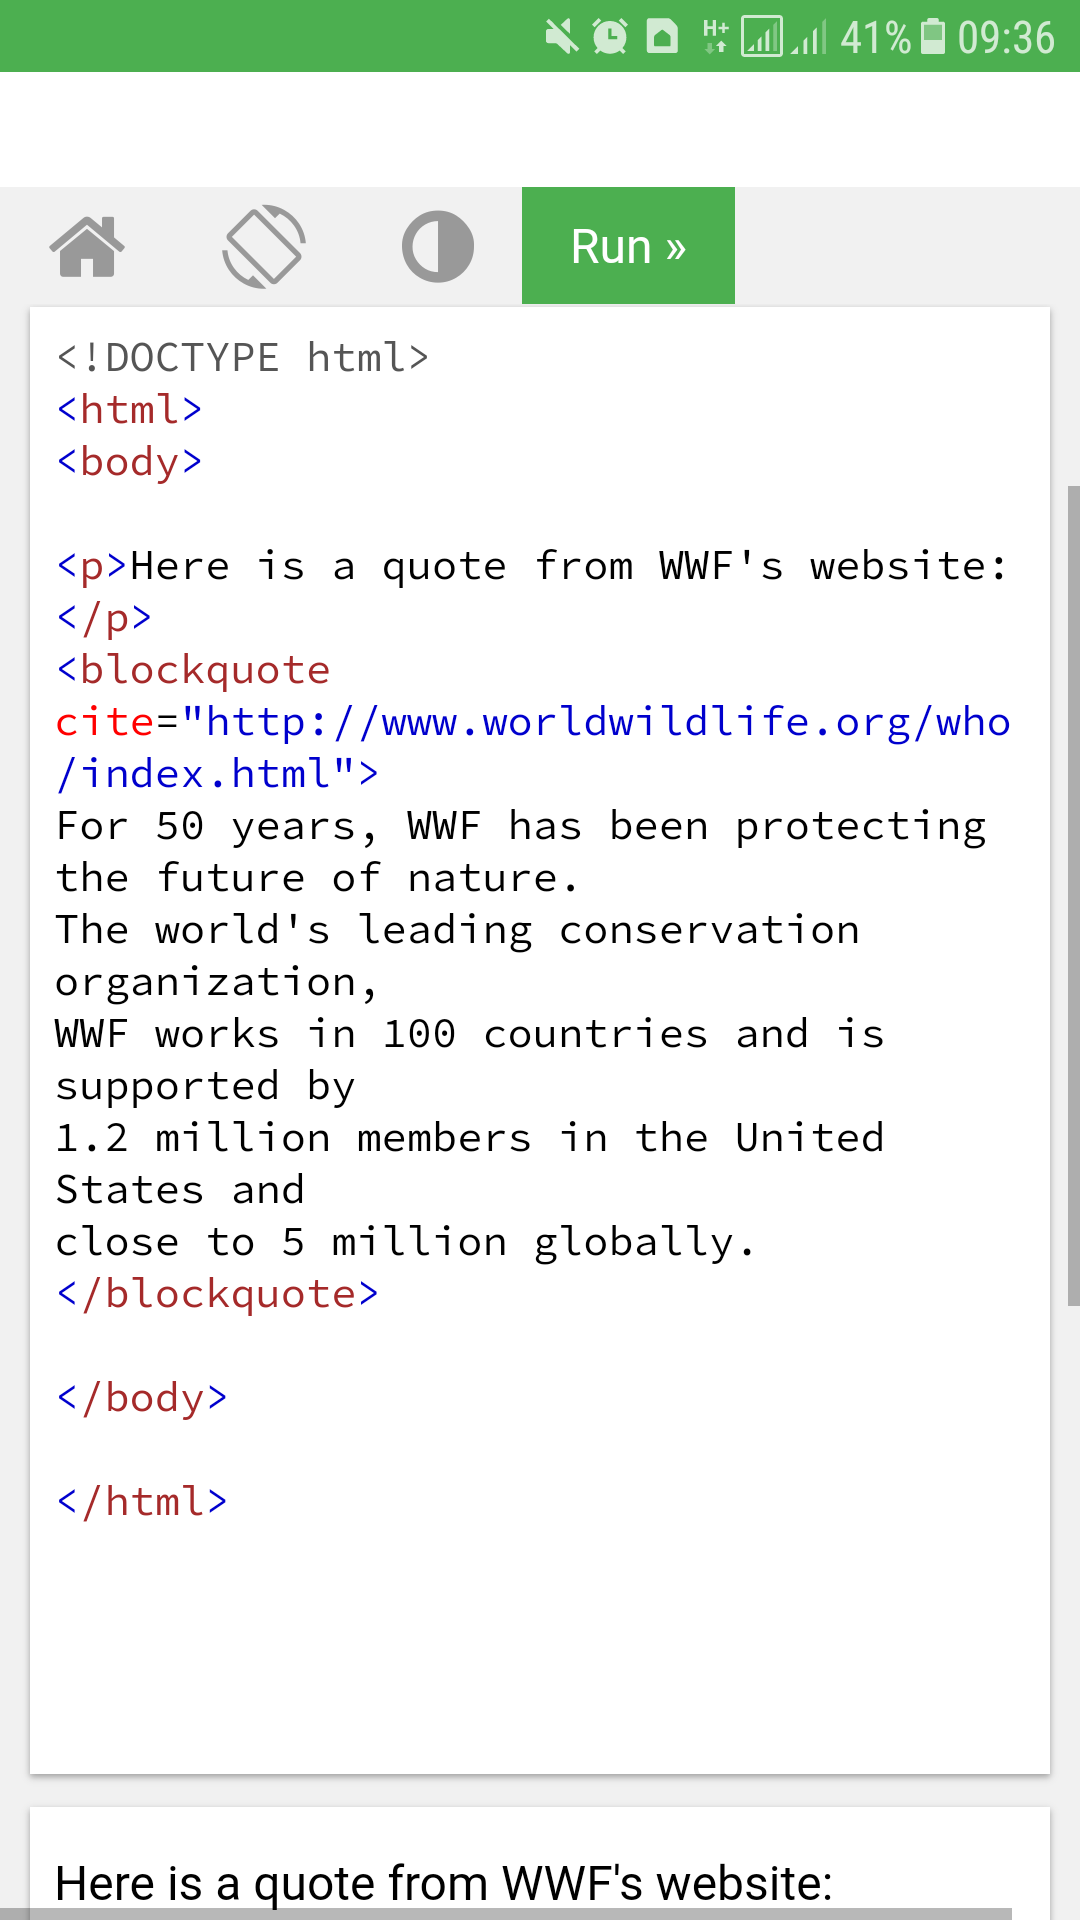 H+ 41% 09:36
Run »
<!DOCTYPE html>
<html>
<body>
<p>Here is a quote from WWF's website:
</p>
<blockquote
cite="http://www.worldwildlife.org/who
/index.html">
For 50 years, WWF has been protecting
the future of nature.
The world's leading conservation
organization,
WWF works in 100 countries and is
supported by
1.2 million members in the United
States and
close to 5 million globally.
</blockquote>
</body>
</html>
Here is a quote from WWF's website: